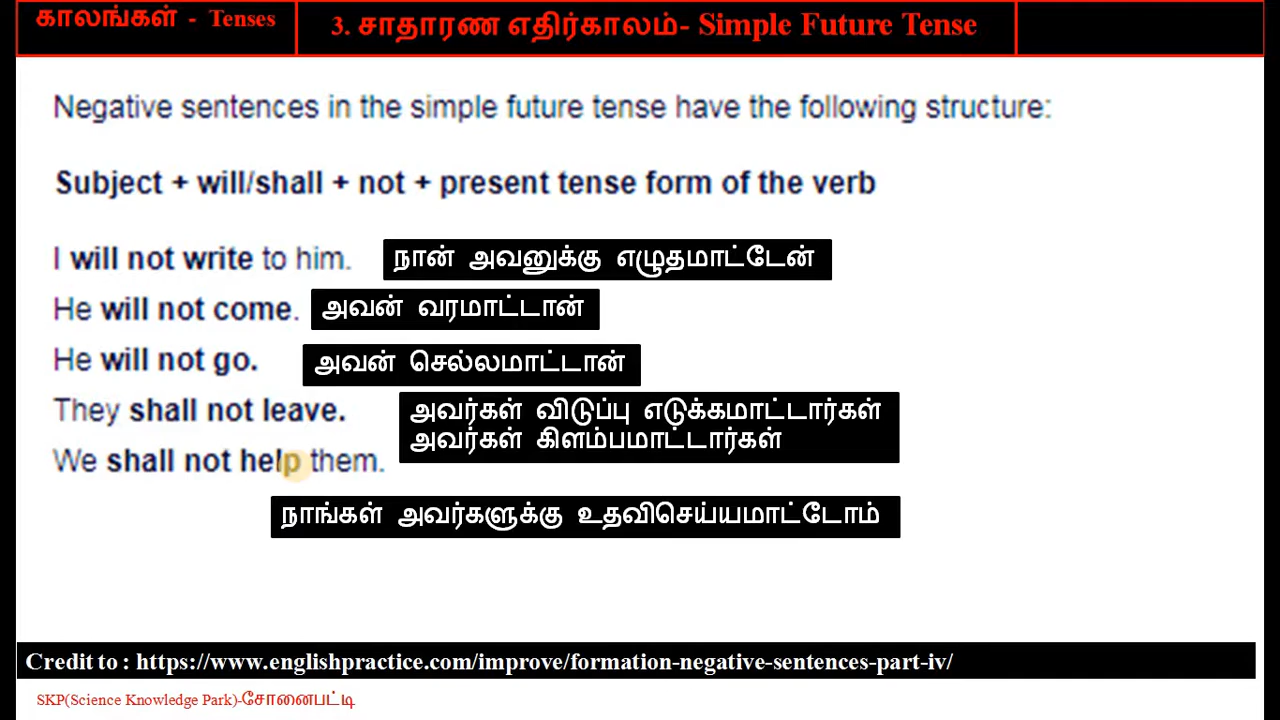 காலங்கள் - Tenses
3. சாதாரண எதிர்காலம்- Simple Future Tense
Negative sentences in the simple future tense have the following structure:
Subject + will/shall + not + present tense form of the verb
I will not write to him. நான் அவனுக்கு எழுதமாட்டேன்
He will not come. அவன் வரமாட்டான்
He will not go. அவன் செல்லமாட்டான்
They shall not leave. அவர்கள் விடுப்பு எடுக்கமாட்டார்கள்
அவர்கள் கிளம்பமாட்டார்கள்
We shall not help them.
நாங்கள் அவர்களுக்கு உதவிசெய்யமாட்டோம்
Credit to : https://www.englishpractice.com/improve/formation-negative-sentences-part-iv/
SKP(Science Knowledge Park)-சோனைபட்டி